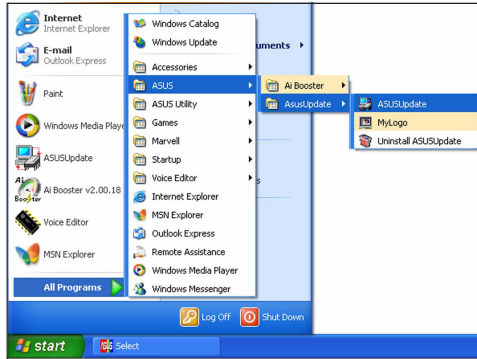 Internet
Internet Explorer
E-mail
Outlook Express
Paint
Windows Media Playe
ASUSUpdate
Ai Booster v2.00.18
Voice Editor
MSN Explorer
All Programs
Windows Catalog
Windows Update
Accessories
ASUS
ASUS Utility
Games
Marvell
Startup
Voice Editor
Internet Explorer
MSN Explorer
Outlook Express
Remote Assistance
Windows Media Player
Windows Messenger
uments
s
Ai Booster
AsusUpdate
ASUSUpdate
MyLogo
Uninstall ASUSUpdate
Log Off
Shut Down
start
Select